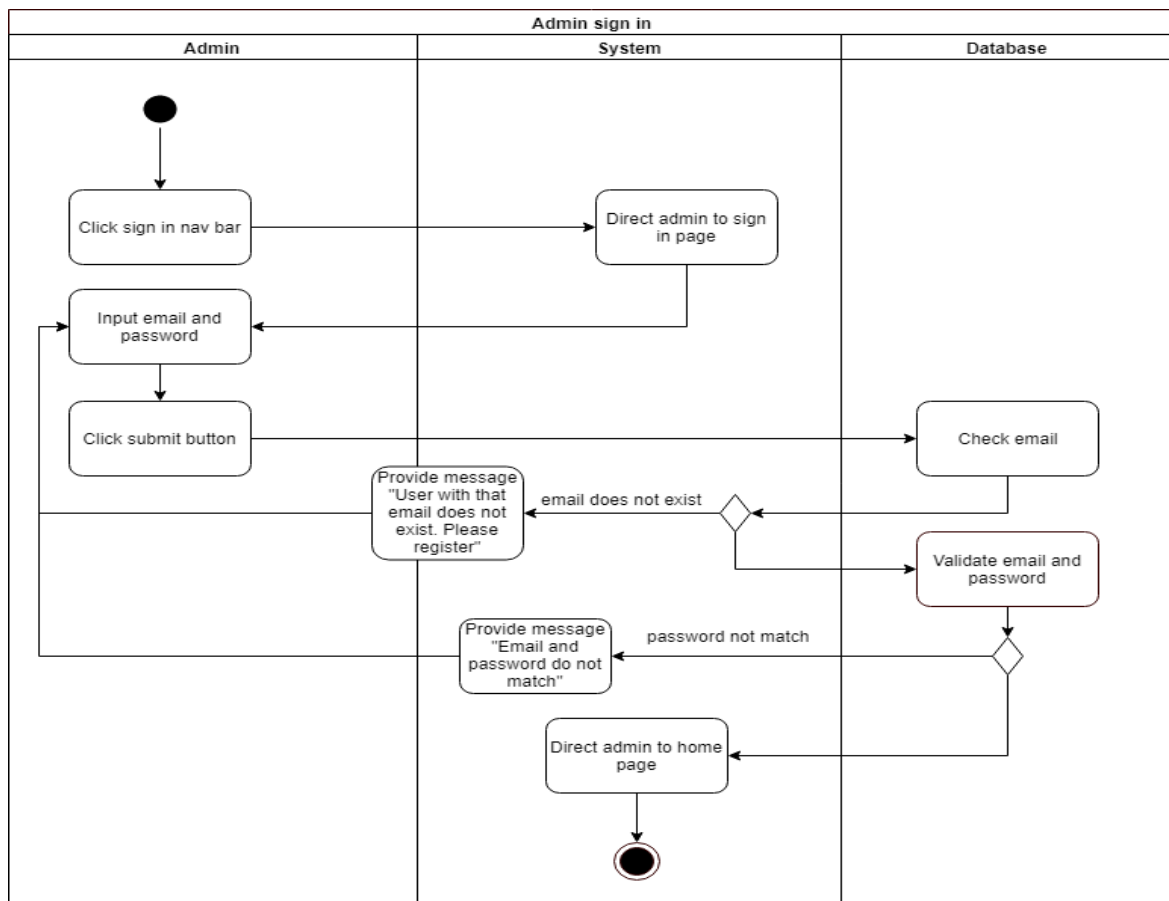 Admin sign in
Admin
System
Database
Click sign in nav bar
Direct admin to sign
in page
Input email and
password
Click submit button
Check email
Provide message
"User with that
email does not
exist. Please
register"
email does not exist
Validate email and
password
Provide message
"Email and
password do not
match"
password not match
Direct admin to home
page